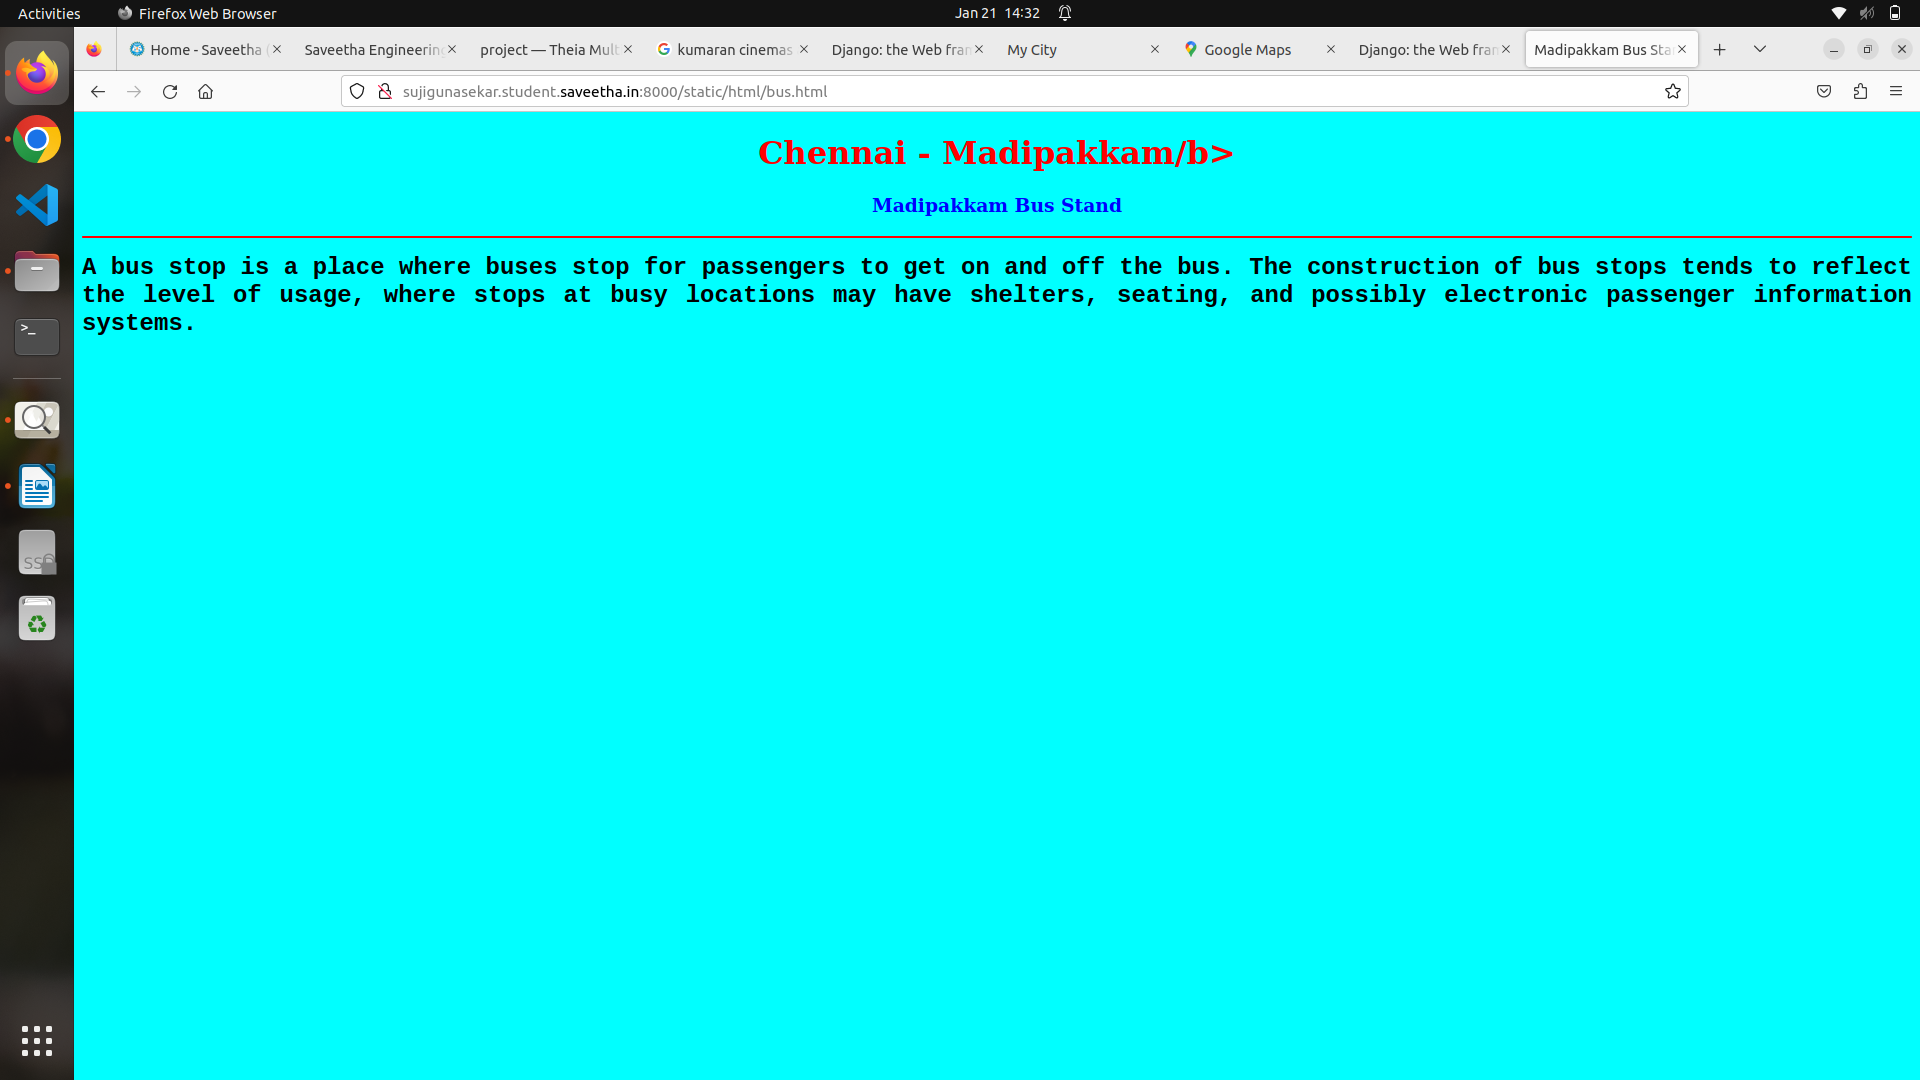 Activities Firefox Web Browser Jan 21 14:32
Home - Saveetha ( Saveetha Engineering project — Theia Mult kumaran cinemas Django: the Web fran My City Google Maps Django: the Web fran Madipakkam Bus Sta
sujigunasekar.student.saveetha.in:8000/static/html/bus.html
Chennai - Madipakkam/b>
Madipakkam Bus Stand
A bus stop is a place where buses stop for passengers to get on and off the bus. The construction of bus stops tends to reflect
the level of usage, where stops at busy locations may have shelters, seating, and possibly electronic passenger information
systems.
>_